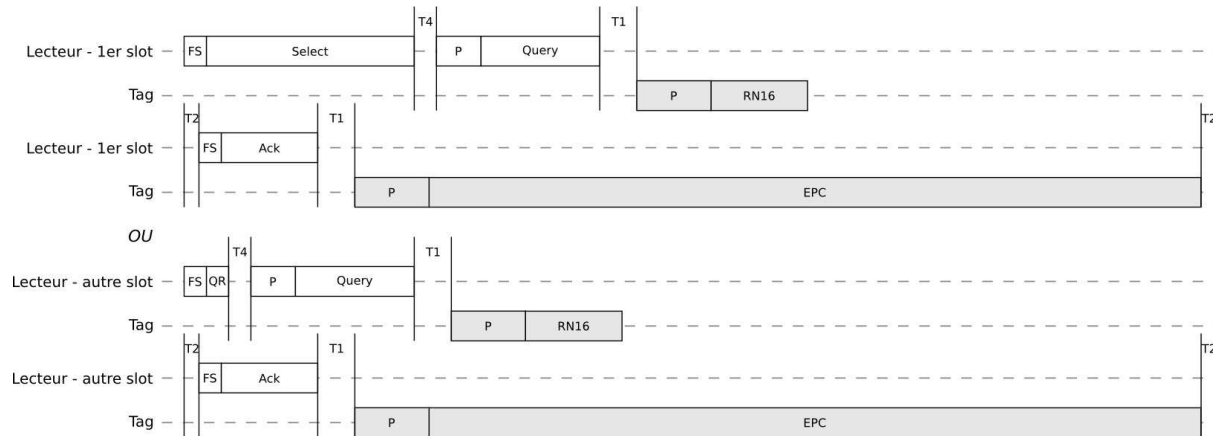 T4 T1
Lecteur - 1er slot FS Select P Query
Tag P RN16
T2 T1 T2
Lecteur - 1er slot FS Ack
Tag P EPC
OU
T4 T1
Lecteur - autre slot FS QR P Query
Tag P RN16
T2 T1 T2
Lecteur - autre slot FS Ack
Tag P EPC